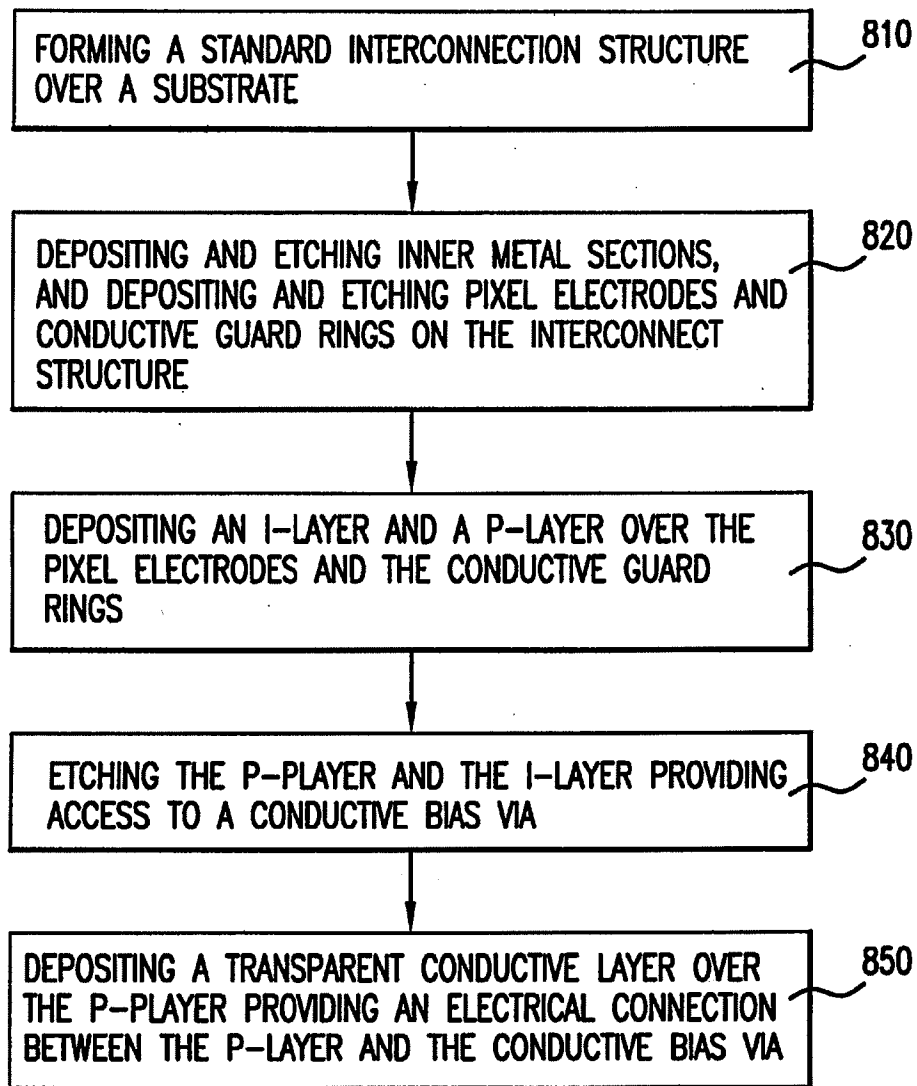 FORMING A STANDARD INTERCONNECTION STRUCTURE
OVER A SUBSTRATE
810
DEPOSITING AND ETCHING INNER METAL SECTIONS,
AND DEPOSITING AND ETCHING PIXEL ELECTRODES AND
CONDUCTIVE GUARD RINGS ON THE INTERCONNECT
STRUCTURE
820
DEPOSITING AN I-LAYER AND A P-LAYER OVER THE
PIXEL ELECTRODES AND THE CONDUCTIVE GUARD
RINGS
830
ETCHING THE P-PLAYER AND THE I-LAYER PROVIDING
ACCESS TO A CONDUCTIVE BIAS VIA
840
DEPOSITING A TRANSPARENT CONDUCTIVE LAYER OVER
THE P-PLAYER PROVIDING AN ELECTRICAL CONNECTION
BETWEEN THE P-LAYER AND THE CONDUCTIVE BIAS VIA
850